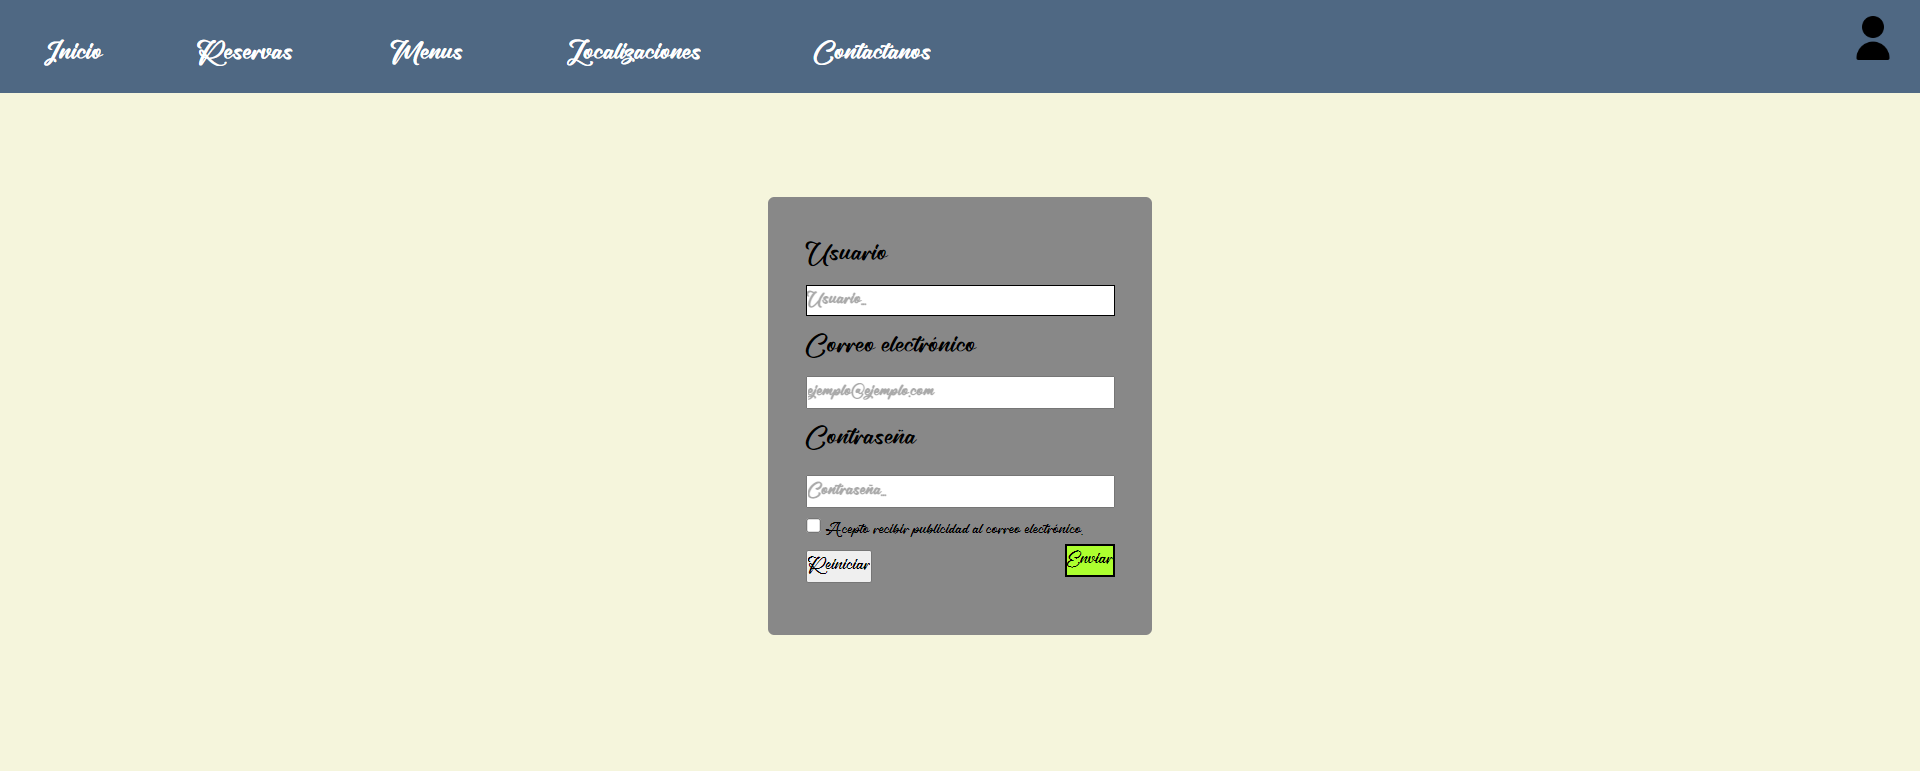 Inicio Reservas Menus Localizaciones Contactanos
Usuario
Usuario_
Correo electrónico
ejemplo@ejemplo.com
Contraseña
Contraseña_
Acepto recibir publicidad al correo electrónico.
Reiniciar Enviar